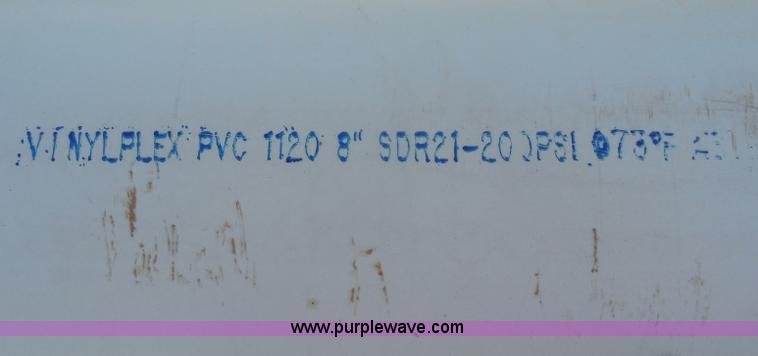 VINYLPLEX PVC 1120 8" SDR21-200PSI @73°F
www.purplewave.com